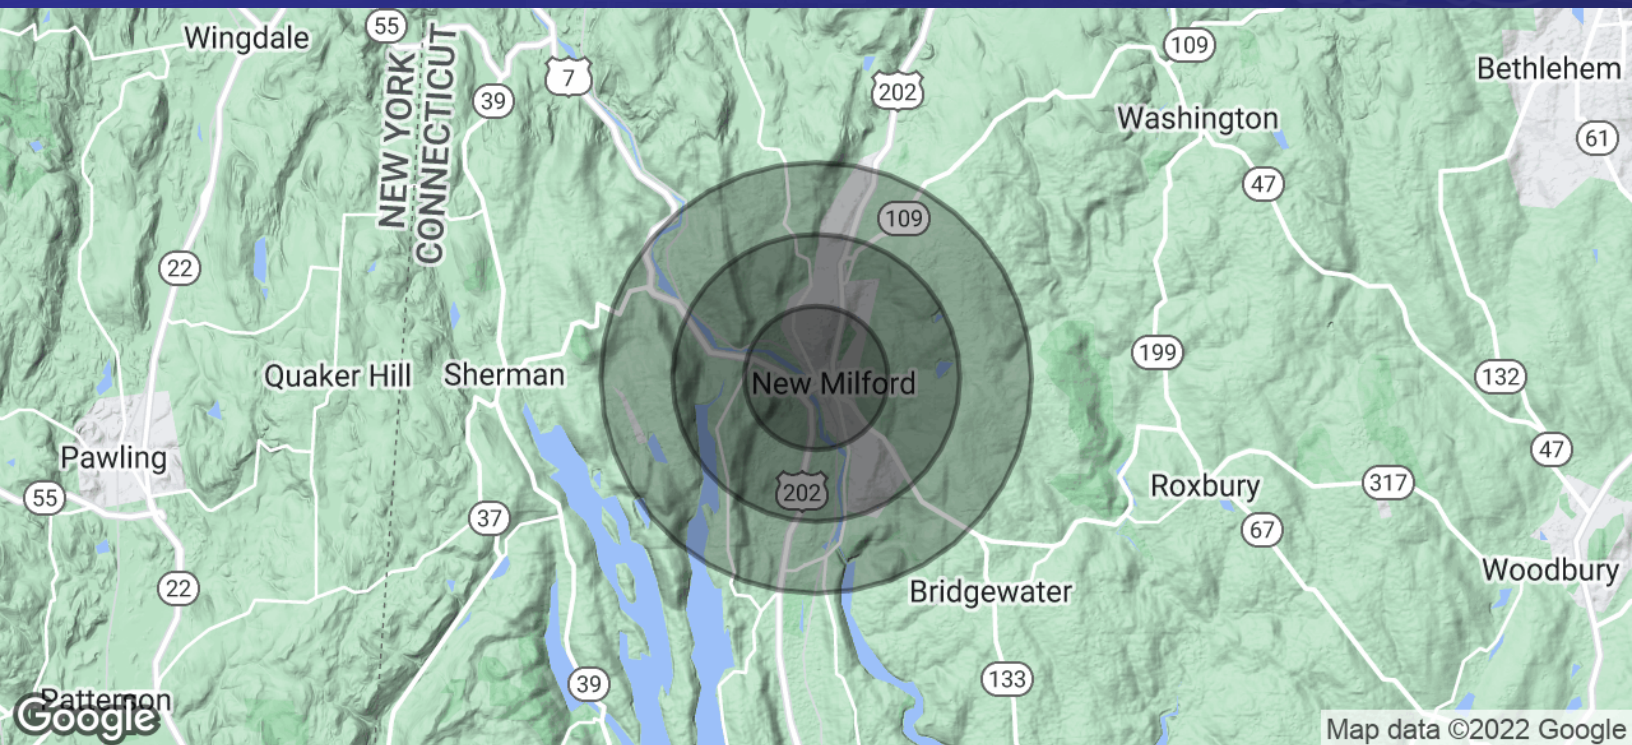 55
Wingdale
109
Bethlehem
7
202
39
NEW YORK
CONNECTICUT
Washington
61
47
109
22
199
Quaker Hill
Sherman
New Milford
132
Pawling
47
55
202
Roxbury
317
37
67
22
Bridgewater
Woodbury
39
133
Patterson
Google
Map data ©2022 Google